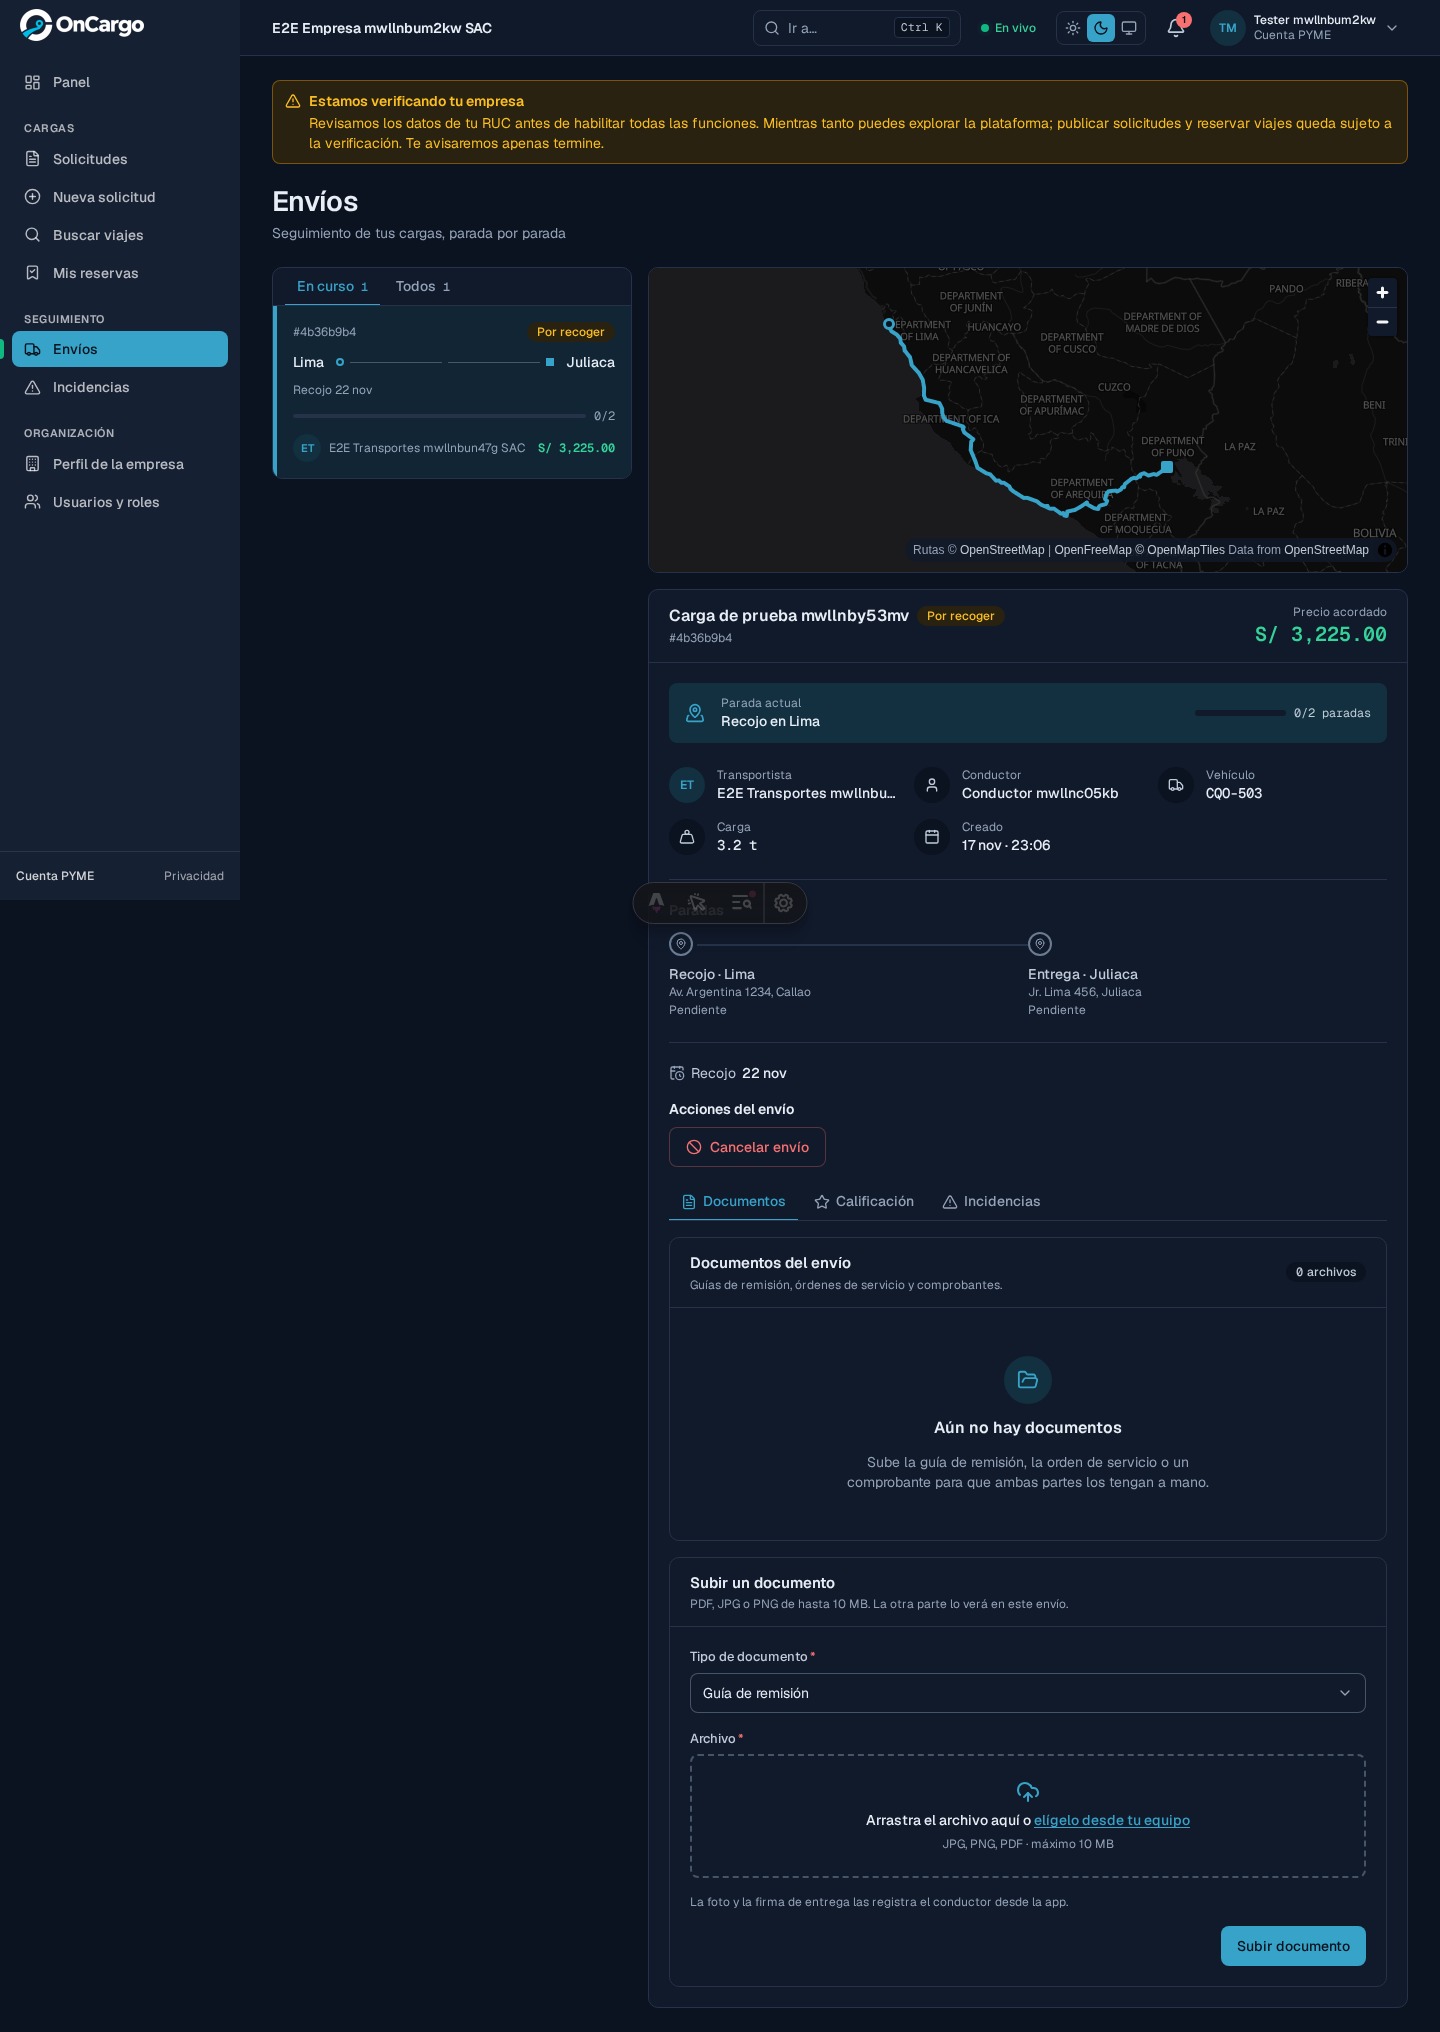 OnCargo
E2E Empresa mwllnbum2kw SAC
Ir a...
Ctrl K
En vivo
1
TM
Tester mwllnbum2kw
Cuenta PYME
Panel
CARGAS
Solicitudes
Nueva solicitud
Buscar viajes
Mis reservas
SEGUIMIENTO
Envíos
Incidencias
ORGANIZACIÓN
Perfil de la empresa
Usuarios y roles
Cuenta PYME
Privacidad
Estamos verificando tu empresa
Revisamos los datos de tu RUC antes de habilitar todas las funciones. Mientras tanto puedes explorar la plataforma; publicar solicitudes y reservar viajes queda sujeto a
la verificación. Te avisaremos apenas termine.
Envíos
Seguimiento de tus cargas, parada por parada
En curso 1
Todos 1
#4b36b9b4
Por recoger
Lima
Juliaca
Recojo 22 nov
0/2
ET
E2E Transportes mwllnbun47g SAC
S/ 3,225.00
DEPARTMENT
OF JUNÍN
PANDO
RIBERA
DEPARTMENT OF
MADRE DE DIOS
OF LIMA
HUANCAYO
DEPARTMENT
OF CUSCO
DEPARTMENT OF
HUANCAVELICA
CUZCO
DEPARTMENT
OF APURÍMAC
BENI
DEPARTMENT OF ICA
DEPARTMENT
OF PUNO
LA PAZ
DEPARTMENT
OF AREQUIPA
LA PAZ
DEPARTMENT
OF MOQUEGUA
BOLIVIA
Rutas © OpenStreetMap | OpenFreeMap © OpenMapTiles Data from OpenStreetMap
OF TACNA
Carga de prueba mwllnby53mv
Por recoger
#4b36b9b4
Precio acordado
S/ 3,225.00
Parada actual
Recojo en Lima
0/2 paradas
ET
Transportista
E2E Transportes mwllnbu...
Conductor
Conductor mwllnc05kb
Vehículo
CQO-503
Carga
3.2 t
Creado
17 nov · 23:06
Paradas
Recojo · Lima
Av. Argentina 1234, Callao
Pendiente
Entrega · Juliaca
Jr. Lima 456, Juliaca
Pendiente
Recojo 22 nov
Acciones del envío
Cancelar envío
Documentos
Calificación
Incidencias
Documentos del envío
Guías de remisión, órdenes de servicio y comprobantes.
0 archivos
Aún no hay documentos
Sube la guía de remisión, la orden de servicio o un
comprobante para que ambas partes los tengan a mano.
Subir un documento
PDF, JPG o PNG de hasta 10 MB. La otra parte lo verá en este envío.
Tipo de documento *
Guía de remisión
Archivo *
Arrastra el archivo aquí o elígelo desde tu equipo
JPG, PNG, PDF · máximo 10 MB
La foto y la firma de entrega las registra el conductor desde la app.
Subir documento